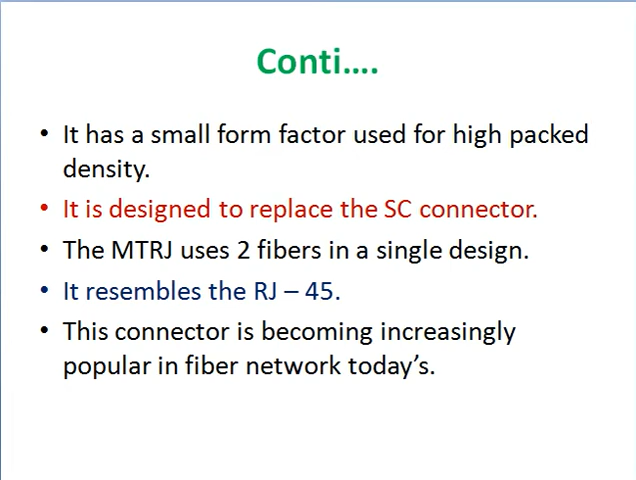 Conti....
• It has a small form factor used for high packed
density.
• It is designed to replace the SC connector.
• The MTRJ uses 2 fibers in a single design.
• It resembles the RJ – 45.
• This connector is becoming increasingly
popular in fiber network today’s.